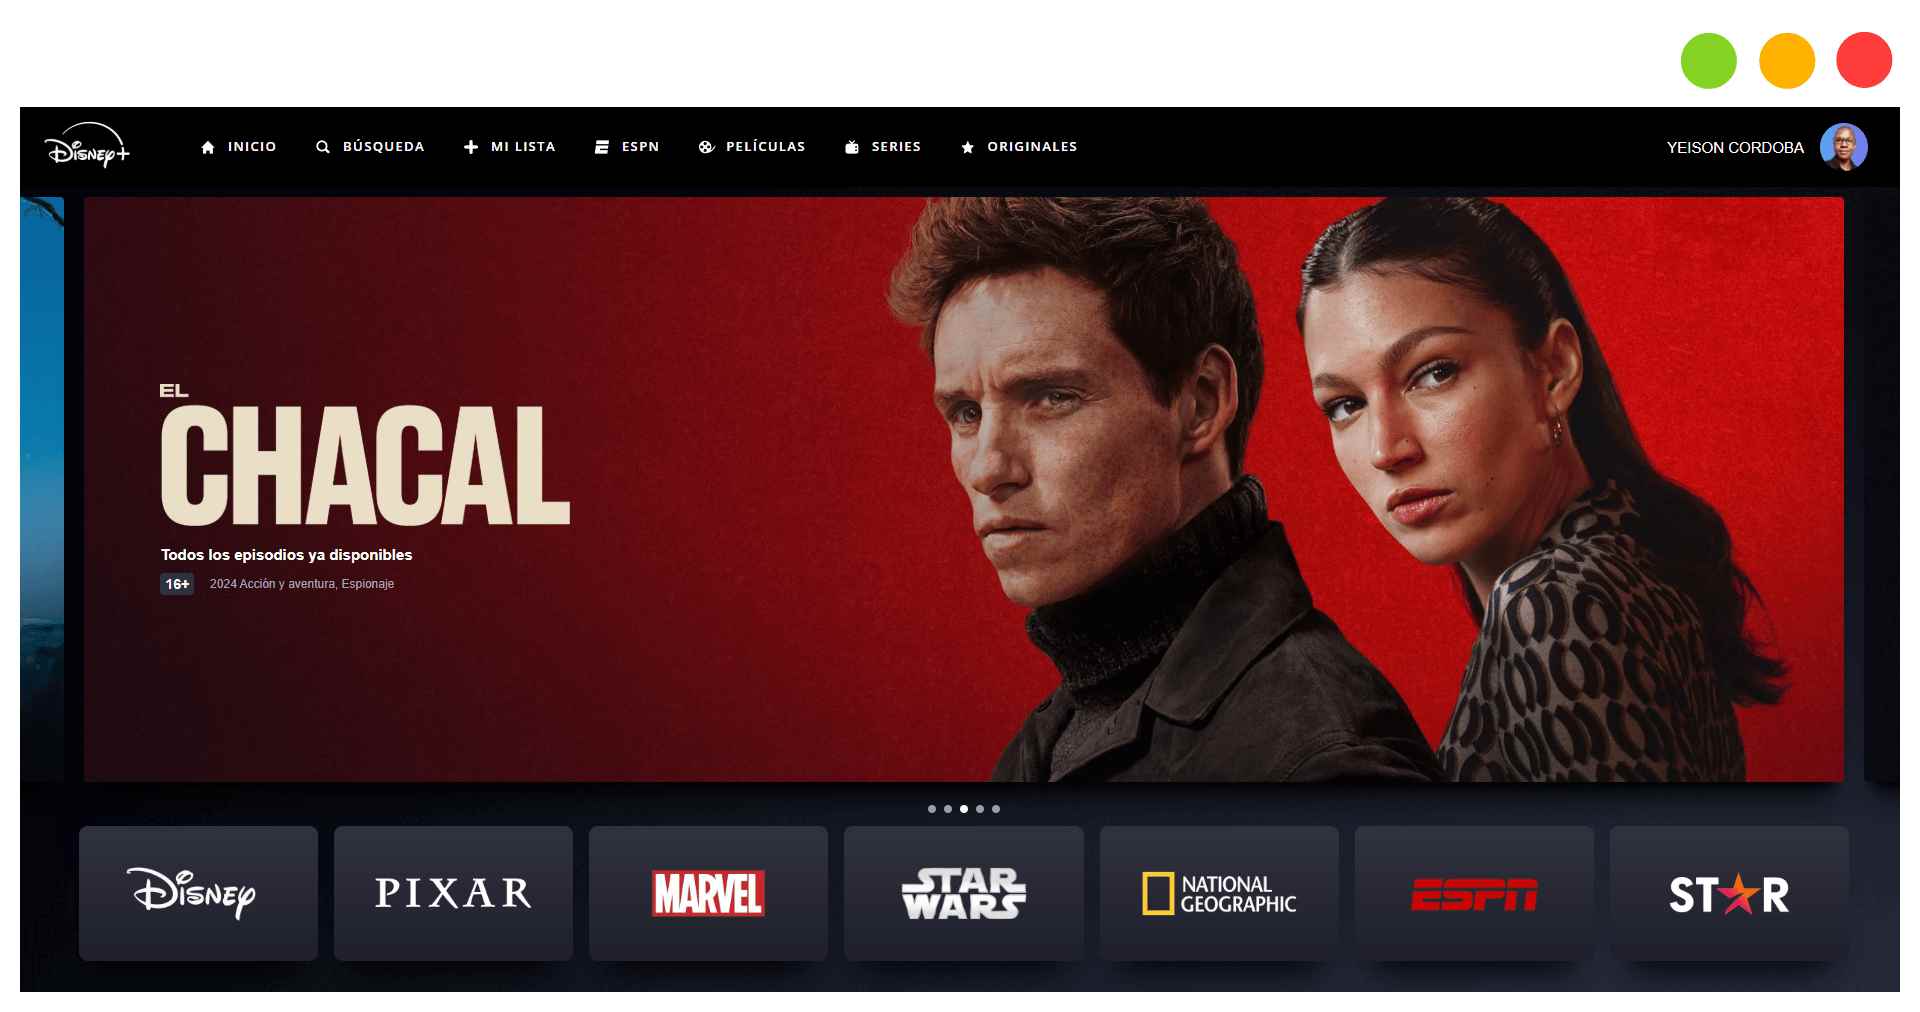 Disney+
INICIO
BÚSQUEDA
MI LISTA
ESPN
PELÍCULAS
SERIES
ORIGINALES
YEISON CORDOBA
EL
CHACAL
Todos los episodios ya disponibles
16+ 2024 Acción y aventura, Espionaje
Disney
PIXAR
MARVEL
STAR
WARS
NATIONAL
GEOGRAPHIC
ESPN
STAR